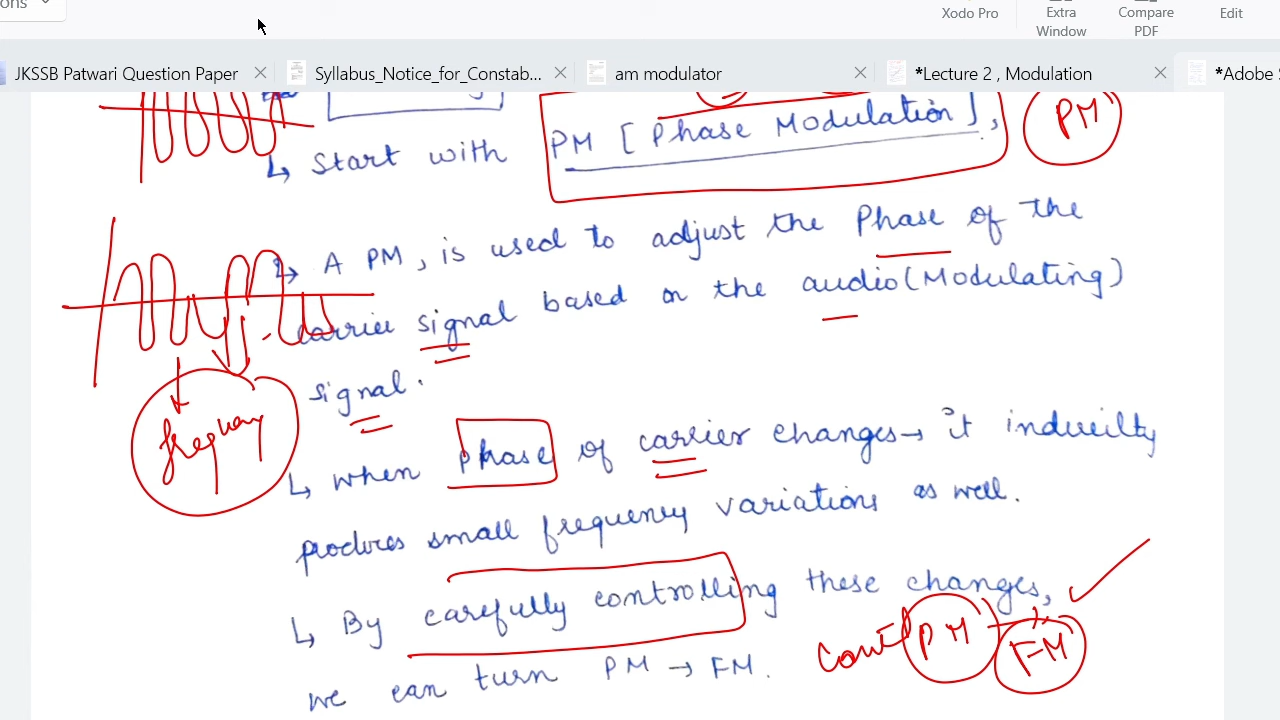 ons
Pro Extra Compare Edit
Xodo Window PDF
JKSSB Patwari Question Paper Syllabus_Notice_for_Constab... am modulator *Lecture 2 , Modulation *Adobe S
↳ Start with PM [ Phase Modulation ], PM
↳ A PM, is used to adjust the Phase of the
carrier signal based on the audio (Modulating)
signal.
frequency
↳ when phase of carrier changes → it indirectly
produces small frequency variations as well.
↳ By carefully controlling these changes,
we can turn PM → FM.
PM FM